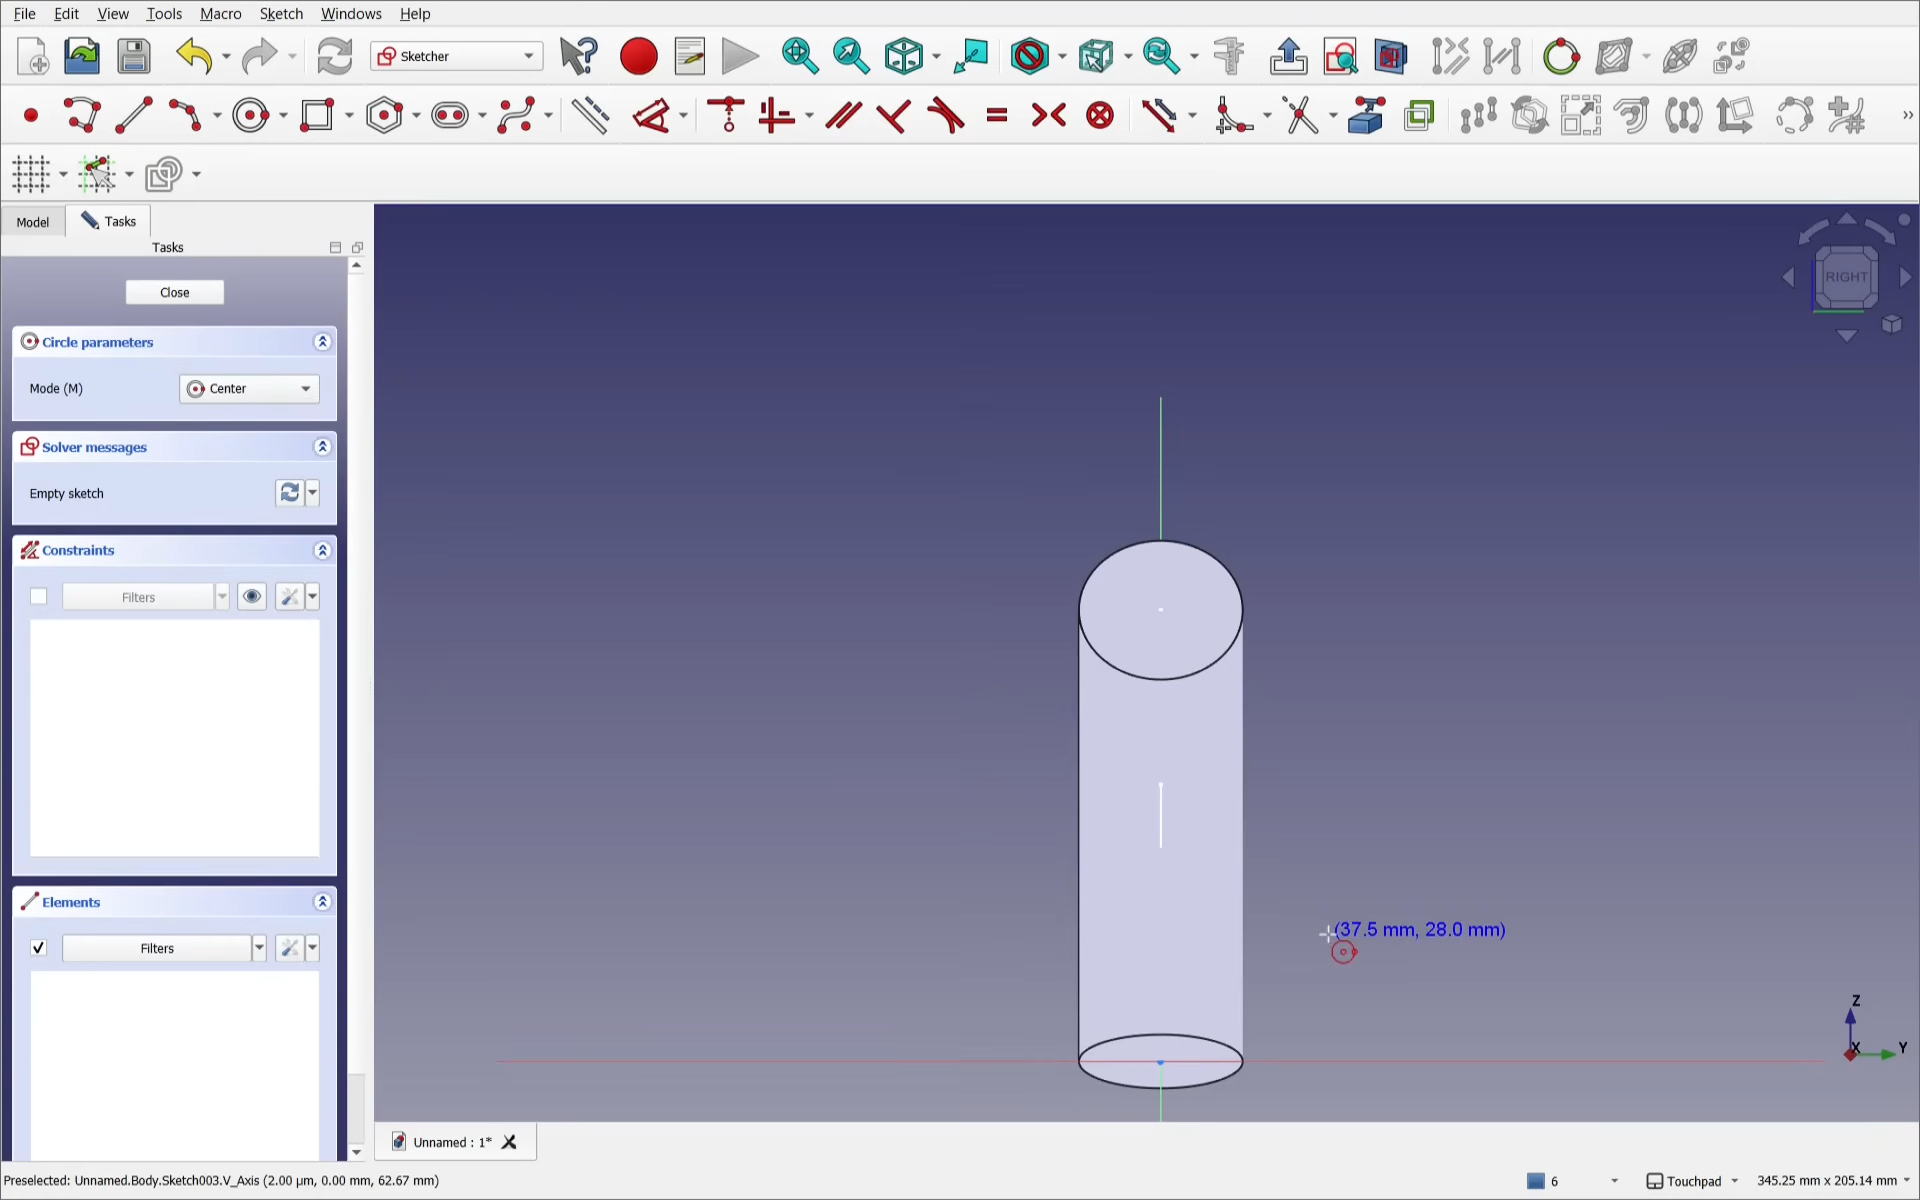 File Edit View Tools Macro Sketch Windows Help
Sketcher
Model Tasks
Tasks
Close
Circle parameters
Mode (M) Center
Solver messages
Empty sketch
Constraints
Filters
Elements
Filters
RIGHT
(37.5 mm, 28.0 mm)
Z
X Y
Unnamed : 1*
Preselected: Unnamed.Body.Sketch003.V_Axis (2.00 µm, 0.00 mm, 62.67 mm) 6 Touchpad 345.25 mm x 205.14 mm